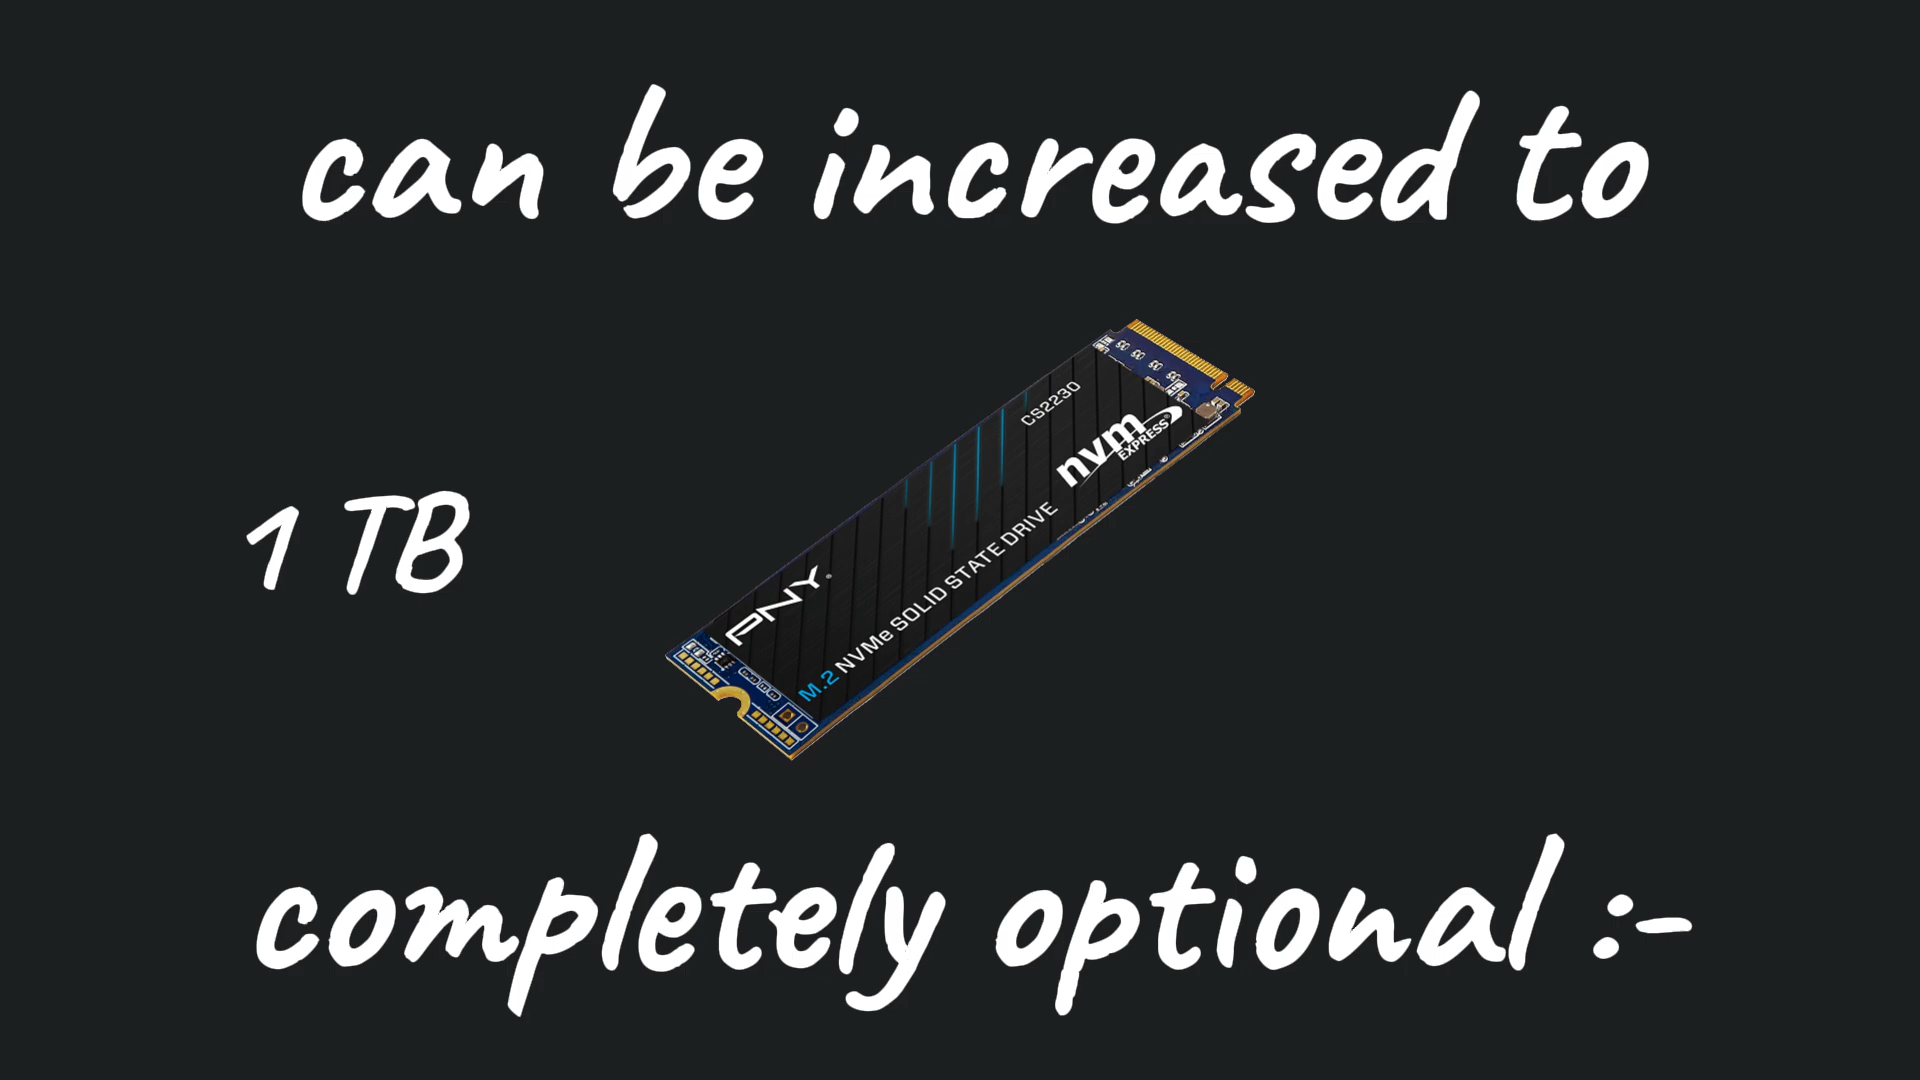 can be increased to
CS2230
nvm
EXPRESS
1 TB
PNY
M.2 NVMe SOLID STATE DRIVE
completely optional :-